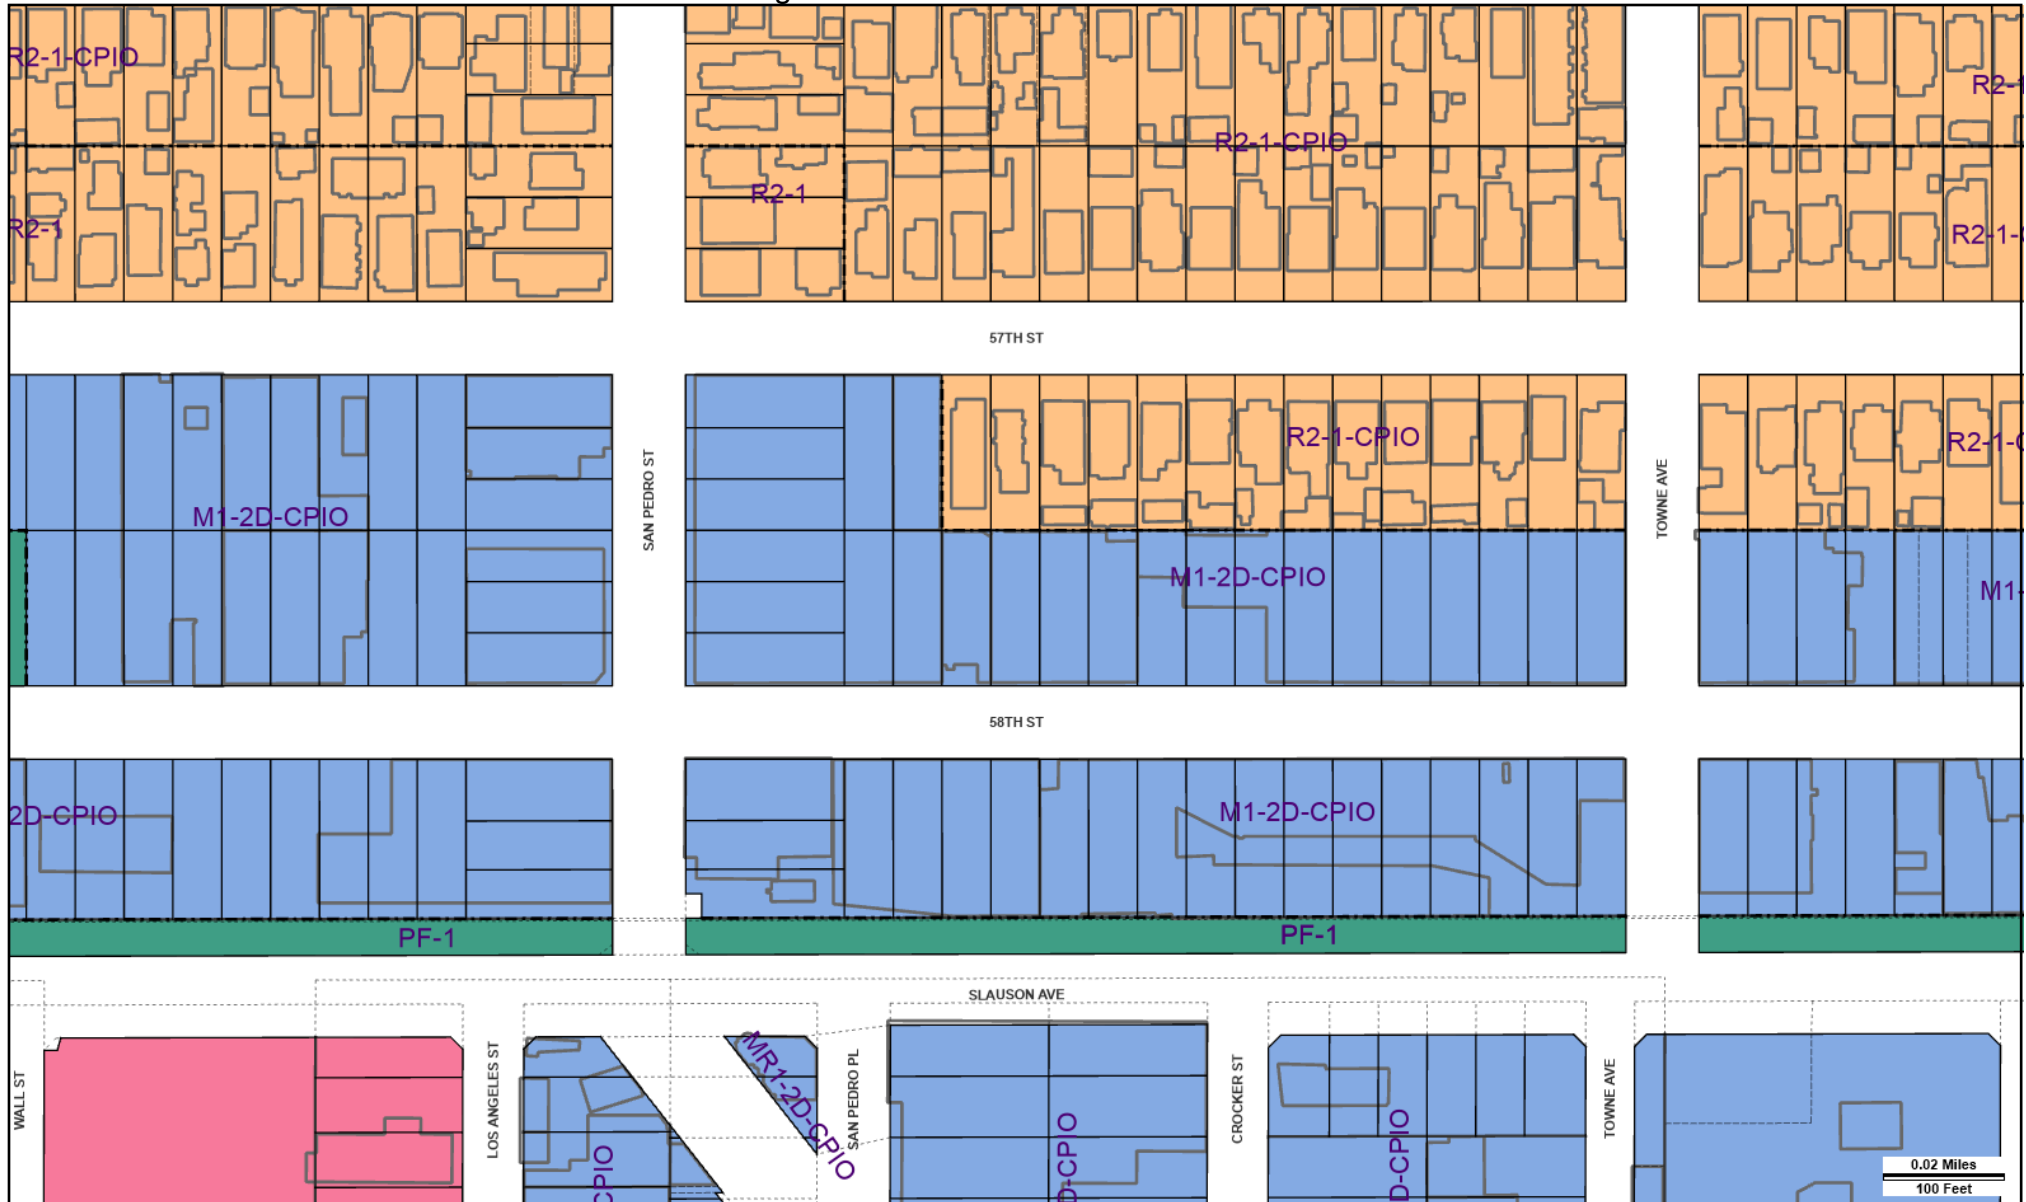 R2-1-CPIO
R2-1
R2-1-CPIO
R2-1
R2-1
R2-1-
57TH ST
SAN PEDRO ST
TOWNE AVE
R2-1-CPIO
R2-1-C
M1-2D-CPIO
M1-2D-CPIO
M1-
58TH ST
2D-CPIO
M1-2D-CPIO
PF-1
PF-1
SLAUSON AVE
WALL ST
LOS ANGELES ST
CPIO
MR1-2D-CPIO
SAN PEDRO PL
D-CPIO
CROCKER ST
D-CPIO
TOWNE AVE
0.02 Miles
100 Feet